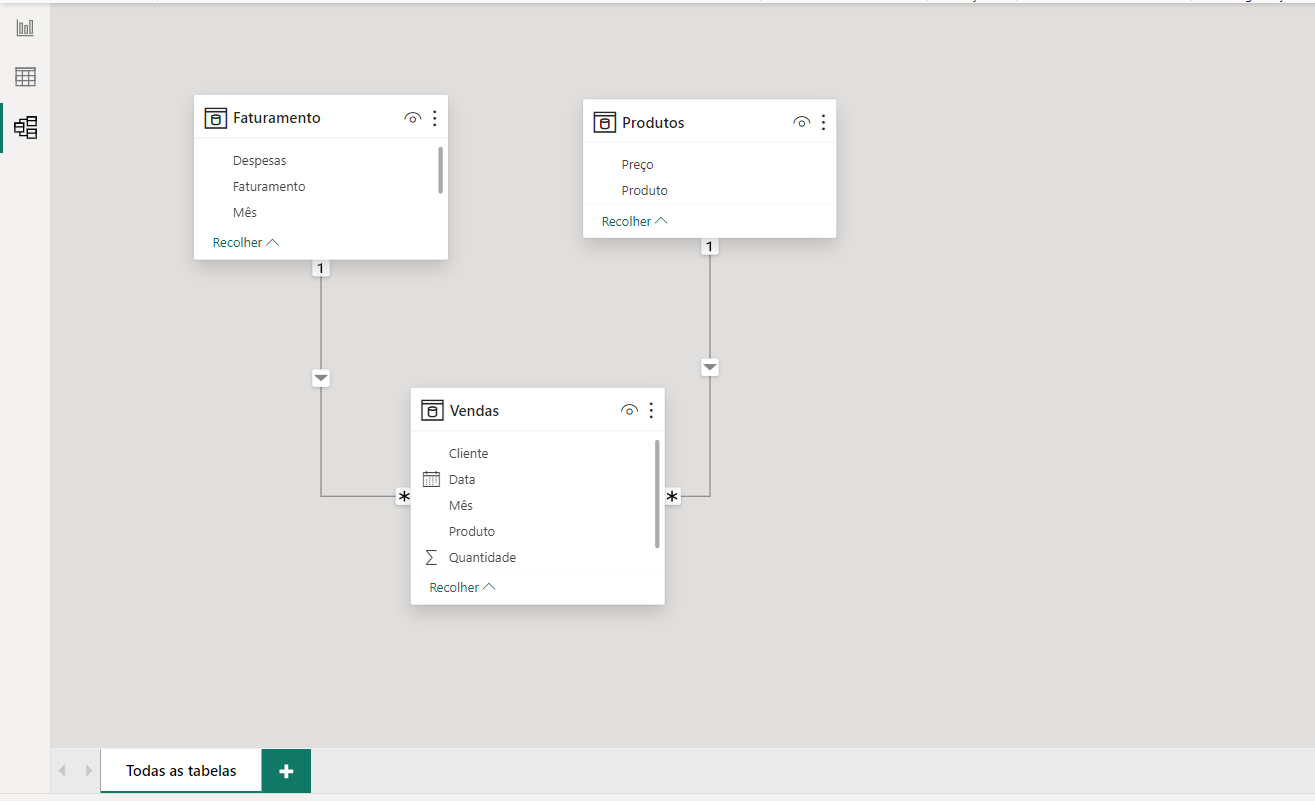 Faturamento
Despesas
Faturamento
Mês
Recolher
1
Produtos
Preço
Produto
Recolher
1
Vendas
Cliente
Data
Mês
Produto
Quantidade
Recolher
*
*
Todas as tabelas